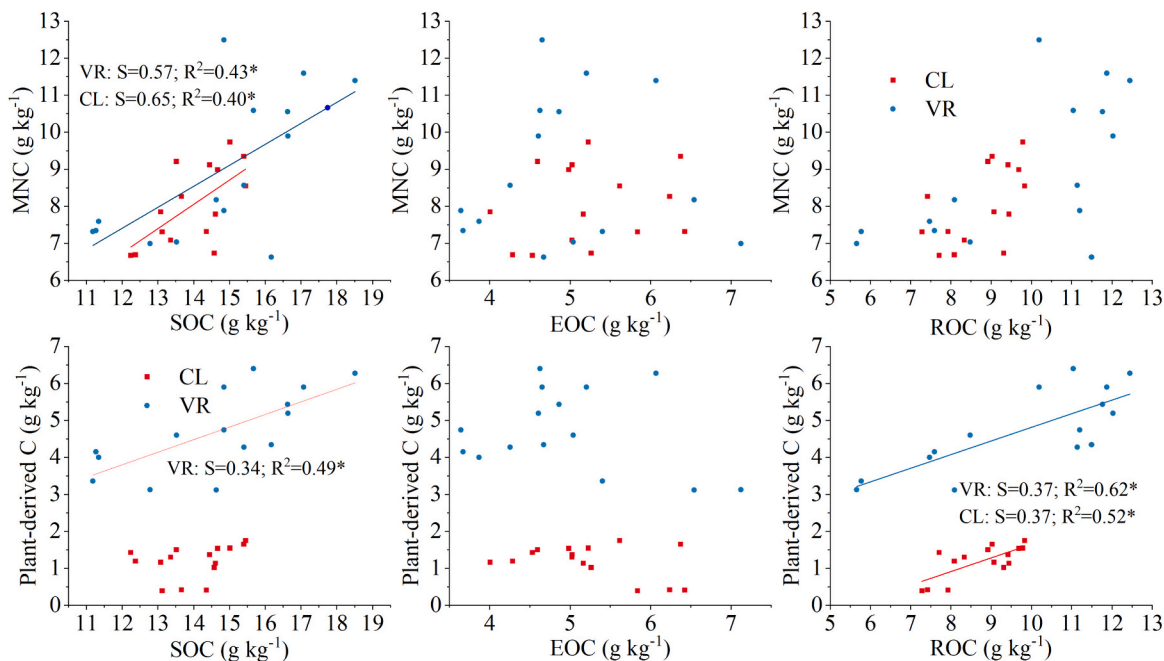 13
12
11
10
9
8
7
6
MNC (g kg⁻¹)
VR: S=0.57; R²=0.43*
CL: S=0.65; R²=0.40*
11 12 13 14 15 16 17 18 19
SOC (g kg⁻¹)
13
12
11
10
9
8
7
6
MNC (g kg⁻¹)
4 5 6 7
EOC (g kg⁻¹)
13
12
11
10
9
8
7
6
MNC (g kg⁻¹)
CL
VR
5 6 7 8 9 10 11 12 13
ROC (g kg⁻¹)
7
6
5
4
3
2
1
0
Plant-derived C (g kg⁻¹)
CL
VR
VR: S=0.34; R²=0.49*
11 12 13 14 15 16 17 18 19
SOC (g kg⁻¹)
7
6
5
4
3
2
1
0
Plant-derived C (g kg⁻¹)
4 5 6 7
EOC (g kg⁻¹)
7
6
5
4
3
2
1
0
Plant-derived C (g kg⁻¹)
VR: S=0.37; R²=0.62*
CL: S=0.37; R²=0.52*
5 6 7 8 9 10 11 12 13
ROC (g kg⁻¹)